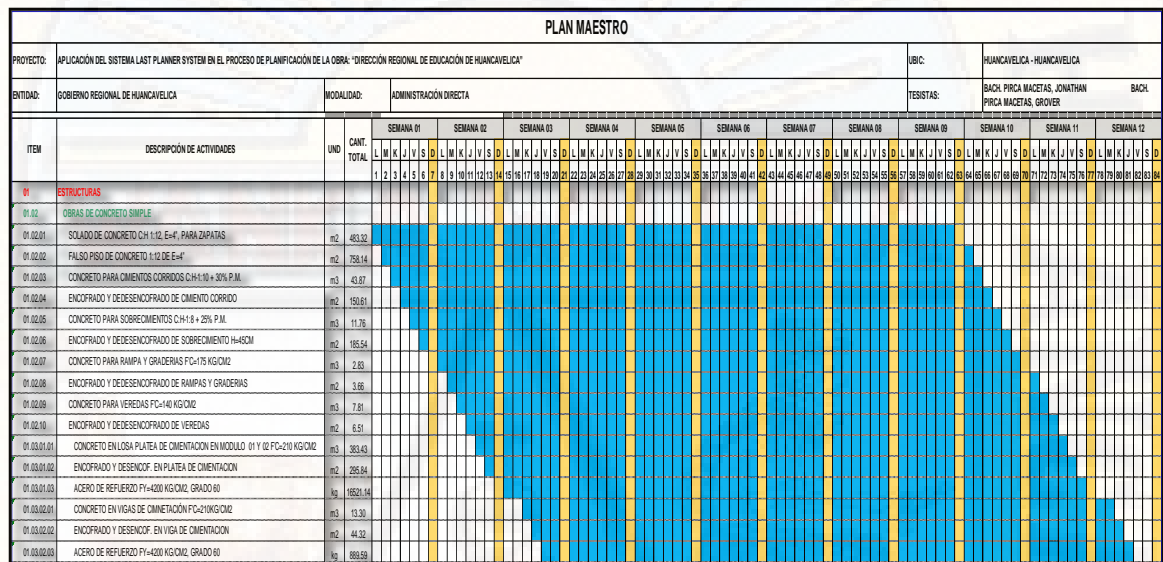 PLAN MAESTRO
PROYECTO: APLICACIÓN DEL SISTEMA LAST PLANNER SYSTEM EN EL PROCESO DE PLANIFICACIÓN DE LA OBRA: "DIRECCIÓN REGIONAL DE EDUCACIÓN DE HUANCAVELICA" UBIC: HUANCAVELICA - HUANCAVELICA
ENTIDAD: GOBIERNO REGIONAL DE HUANCAVELICA MODALIDAD: ADMINISTRACIÓN DIRECTA TESISTAS: BACH. PIRCA MACETAS, JONATHAN BACH.
PIRCA MACETAS, GROVER
ITEM DESCRIPCIÓN DE ACTIVIDADES UND CANT. TOTAL SEMANA 01 SEMANA 02 SEMANA 03 SEMANA 04 SEMANA 05 SEMANA 06 SEMANA 07 SEMANA 08 SEMANA 09 SEMANA 10 SEMANA 11 SEMANA 12
L M K J V S D L M K J V S D L M K J V S D L M K J V S D L M K J V S D L M K J V S D L M K J V S D L M K J V S D L M K J V S D L M K J V S D L M K J V S D L M K J V S D
1 2 3 4 5 6 7 8 9 10 11 12 13 14 15 16 17 18 19 20 21 22 23 24 25 26 27 28 29 30 31 32 33 34 35 36 37 38 39 40 41 42 43 44 45 46 47 48 49 50 51 52 53 54 55 56 57 58 59 60 61 62 63 64 65 66 67 68 69 70 71 72 73 74 75 76 77 78 79 80 81 82 83 84
01 ESTRUCTURAS
01.02 OBRAS DE CONCRETO SIMPLE
01.02.01 SOLADO DE CONCRETO C:H 1:12, E=4", PARA ZAPATAS m2 483.32
01.02.02 FALSO PISO DE CONCRETO 1:12 DE E=4" m2 758.14
01.02.03 CONCRETO PARA CIMIENTOS CORRIDOS C:H-1:10 + 30% P.M. m3 43.87
01.02.04 ENCOFRADO Y DEDESENCOFRADO DE CIMIENTO CORRIDO m2 150.61
01.02.05 CONCRETO PARA SOBRECIMIENTOS C:H-1:8 + 25% P.M. m3 11.76
01.02.06 ENCOFRADO Y DEDESENCOFRADO DE SOBRECIMIENTO H=45CM m2 185.54
01.02.07 CONCRETO PARA RAMPA Y GRADERIAS F'C=175 KG/CM2 m3 2.83
01.02.08 ENCOFRADO Y DEDESENCOFRADO DE RAMPAS Y GRADERIAS m2 3.66
01.02.09 CONCRETO PARA VEREDAS F'C=140 KG/CM2 m3 7.81
01.02.10 ENCOFRADO Y DEDESENCOFRADO DE VEREDAS m2 6.51
01.03.01.01 CONCRETO EN LOSA PLATEA DE CIMENTACION EN MODULO 01 Y 02 F'C=210 KG/CM2 m3 383.43
01.03.01.02 ENCOFRADO Y DESENCOF. EN PLATEA DE CIMENTACION m2 295.84
01.03.01.03 ACERO DE REFUERZO FY=4200 KG/CM2, GRADO 60 kg 16521.14
01.03.02.01 CONCRETO EN VIGAS DE CIMNETACIÓN F'C=210KG/CM2 m3 13.30
01.03.02.02 ENCOFRADO Y DESENCOF. EN VIGA DE CIMENTACION m2 44.32
01.03.02.03 ACERO DE REFUERZO FY=4200 KG/CM2, GRADO 60 kg 889.59